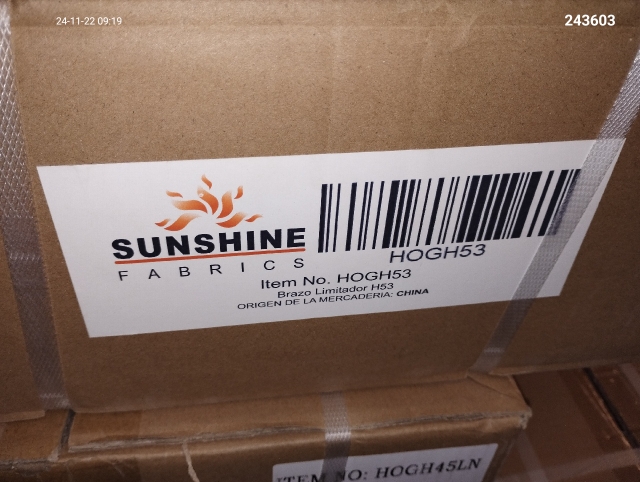 24-11-22 09:19
243603
SUNSHINE
FABRICS
HOGH53
Item No. HOGH53
Brazo Limitador H53
ORIGEN DE LA MERCADERIA: CHINA
ITEM NO: HOGH45LN